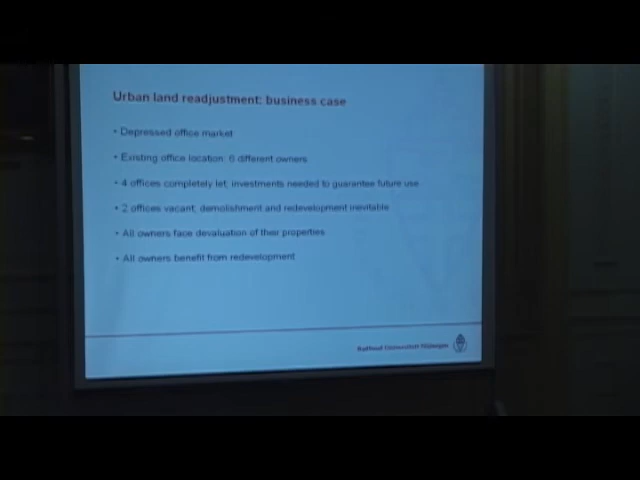 Urban land readjustment: business case
• Depressed office market
• Existing office location: 6 different owners
• 4 offices completely let; investments needed to guarantee future use
• 2 offices vacant; demolishment and redevelopment inevitable
• All owners face devaluation of their properties
• All owners benefit from redevelopment
Radboud Universiteit Nijmegen